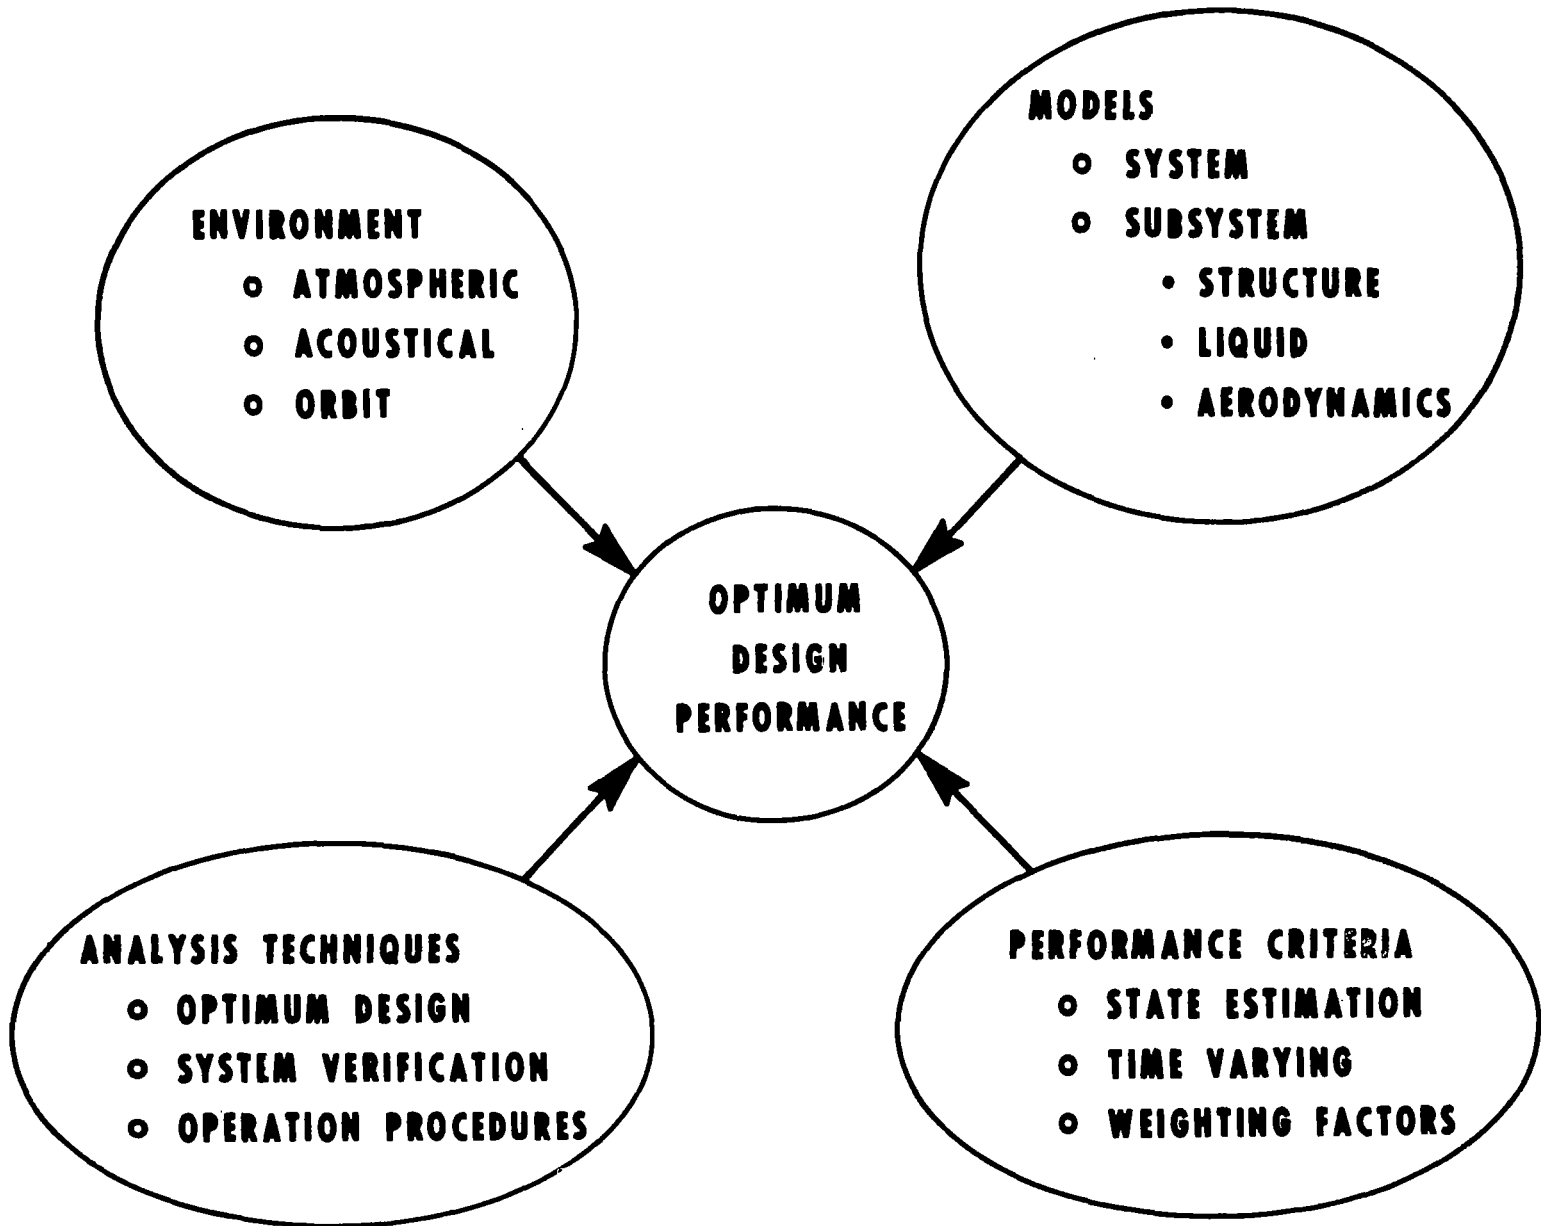 ENVIRONMENT
o ATMOSPHERIC
o ACOUSTICAL
o ORBIT
MODELS
o SYSTEM
o SUBSYSTEM
• STRUCTURE
• LIQUID
• AERODYNAMICS
OPTIMUM
DESIGN
PERFORMANCE
ANALYSIS TECHNIQUES
o OPTIMUM DESIGN
o SYSTEM VERIFICATION
o OPERATION PROCEDURES
PERFORMANCE CRITERIA
o STATE ESTIMATION
o TIME VARYING
o WEIGHTING FACTORS